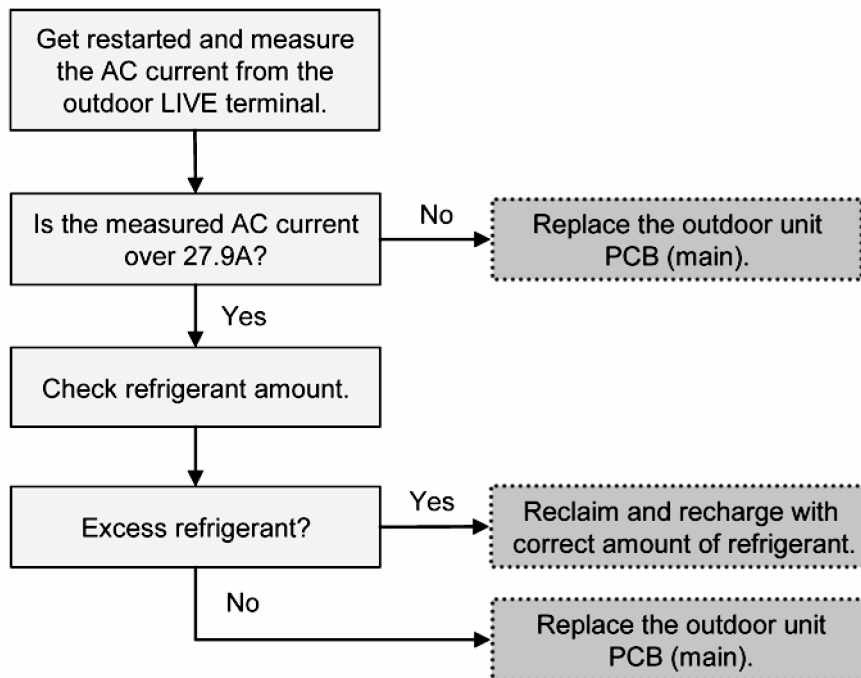 Get restarted and measure
the AC current from the
outdoor LIVE terminal.
Is the measured AC current
over 27.9A?
No
Replace the outdoor unit
PCB (main).
Yes
Check refrigerant amount.
Excess refrigerant?
Yes
Reclaim and recharge with
correct amount of refrigerant.
No
Replace the outdoor unit
PCB (main).